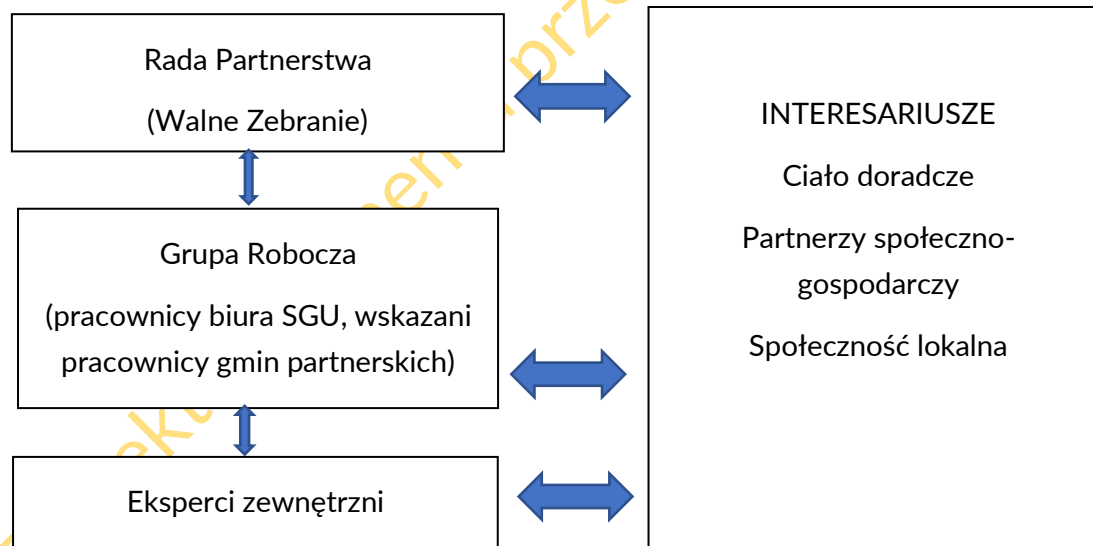 Rada Partnerstwa
(Walne Zebranie)
Grupa Robocza
(pracownicy biura SGU, wskazani
pracownicy gmin partnerskich)
Eksperci zewnętrzni
INTERESARIUSZE
Ciało doradcze
Partnerzy społeczno-
gospodarczy
Społeczność lokalna